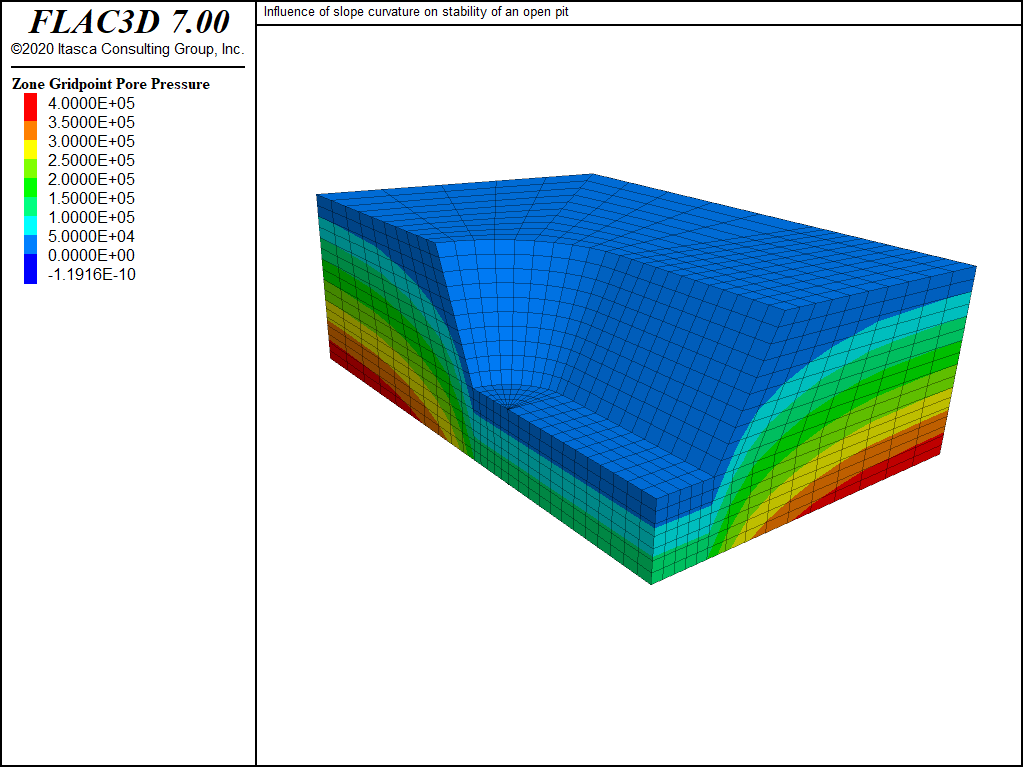 FLAC3D 7.00
©2020 Itasca Consulting Group, Inc.
Zone Gridpoint Pore Pressure
4.0000E+05
3.5000E+05
3.0000E+05
2.5000E+05
2.0000E+05
1.5000E+05
1.0000E+05
5.0000E+04
0.0000E+00
-1.1916E-10
Influence of slope curvature on stability of an open pit